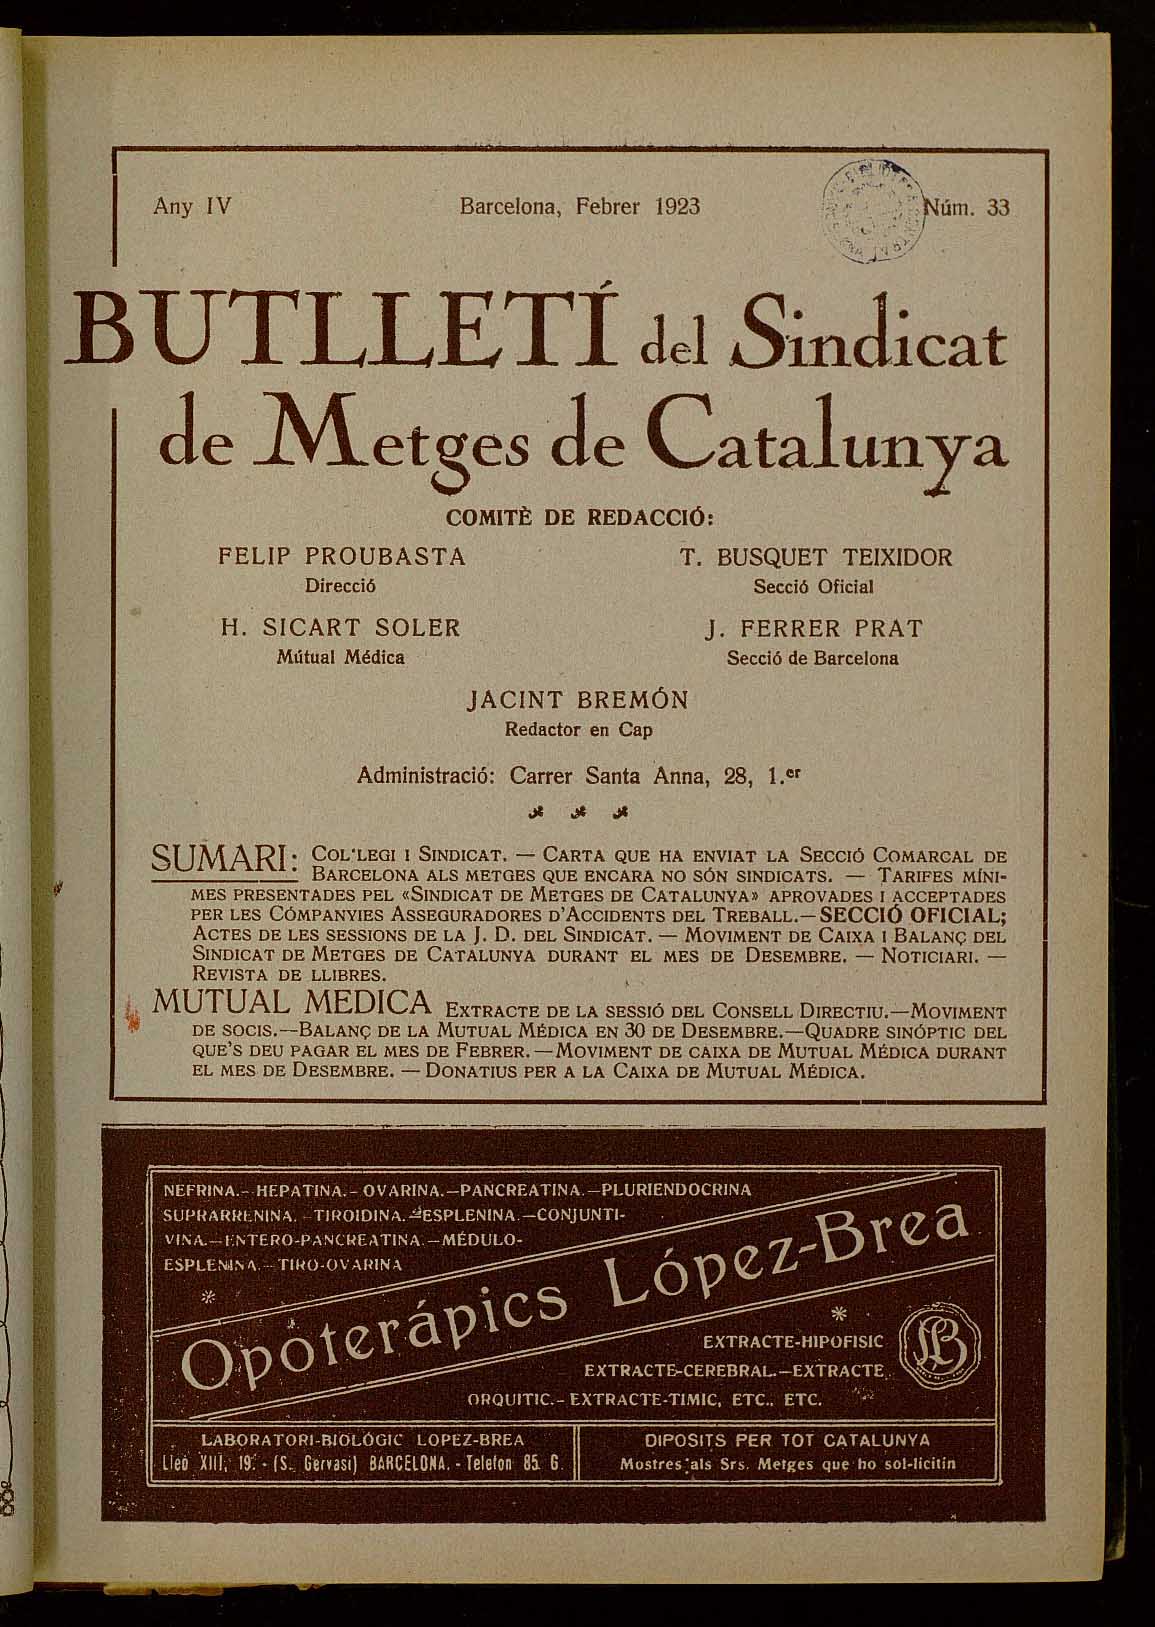 Any IV Barcelona, Febrer 1923 Núm. 33
BUTLLETÍ del Sindicat
de Metges de Catalunya
COMITÈ DE REDACCIÓ:
FELIP PROUBASTA
Direcció
T. BUSQUET TEIXIDOR
Secció Oficial
H. SICART SOLER
Mútual Médica
J. FERRER PRAT
Secció de Barcelona
JACINT BREMÓN
Redactor en Cap
Administració: Carrer Santa Anna, 28, 1.er
SUMARI: COL'LEGI I SINDICAT. — CARTA QUE HA ENVIAT LA SECCIÓ COMARCAL DE
BARCELONA ALS METGES QUE ENCARA NO SÓN SINDICATS. — TARIFES MÍNI-
MES PRESENTADES PEL «SINDICAT DE METGES DE CATALUNYA» APROVADES I ACCEPTADES
PER LES CÓMPANYIES ASSEGURADORES D'ACCIDENTS DEL TREBALL.—SECCIÓ OFICIAL;
ACTES DE LES SESSIONS DE LA J. D. DEL SINDICAT. — MOVIMENT DE CAIXA I BALANÇ DEL
SINDICAT DE METGES DE CATALUNYA DURANT EL MES DE DESEMBRE. — NOTICIARI. —
REVISTA DE LLIBRES.
MUTUAL MEDICA EXTRACTE DE LA SESSIÓ DEL CONSELL DIRECTIU.—MOVIMENT
DE SOCIS.—BALANÇ DE LA MUTUAL MÉDICA EN 30 DE DESEMBRE.—QUADRE SINÓPTIC DEL
QUE'S DEU PAGAR EL MES DE FEBRER.—MOVIMENT DE CAIXA DE MUTUAL MÉDICA DURANT
EL MES DE DESEMBRE. — DONATIUS PER A LA CAIXA DE MUTUAL MÉDICA.
NEFRINA.-HEPATINA.-OVARINA.—PANCREATINA.—PLURIENDOCRINA
SUPRARRENINA.-TIROIDINA.-ESPLENINA.—CONJUNTI-
VINA.—ENTERO-PANCREATINA.—MÉDULO-
ESPLENINA.-TIRO-OVARINA
Opoterápics López-Brea
EXTRACTE-HIPOFISIC
EXTRACTE-CEREBRAL.—EXTRACTE
ORQUITIC.-EXTRACTE-TIMIC, ETC., ETC.
LB
LABORATORI-BIOLÓGIC LOPEZ-BREA
Lleó XIII, 19. - (S. Gervasi) BARCELONA. - Telefon 85 G.
DIPOSITS PER TOT CATALUNYA
Mostres als Srs. Metges que ho sol-licitin